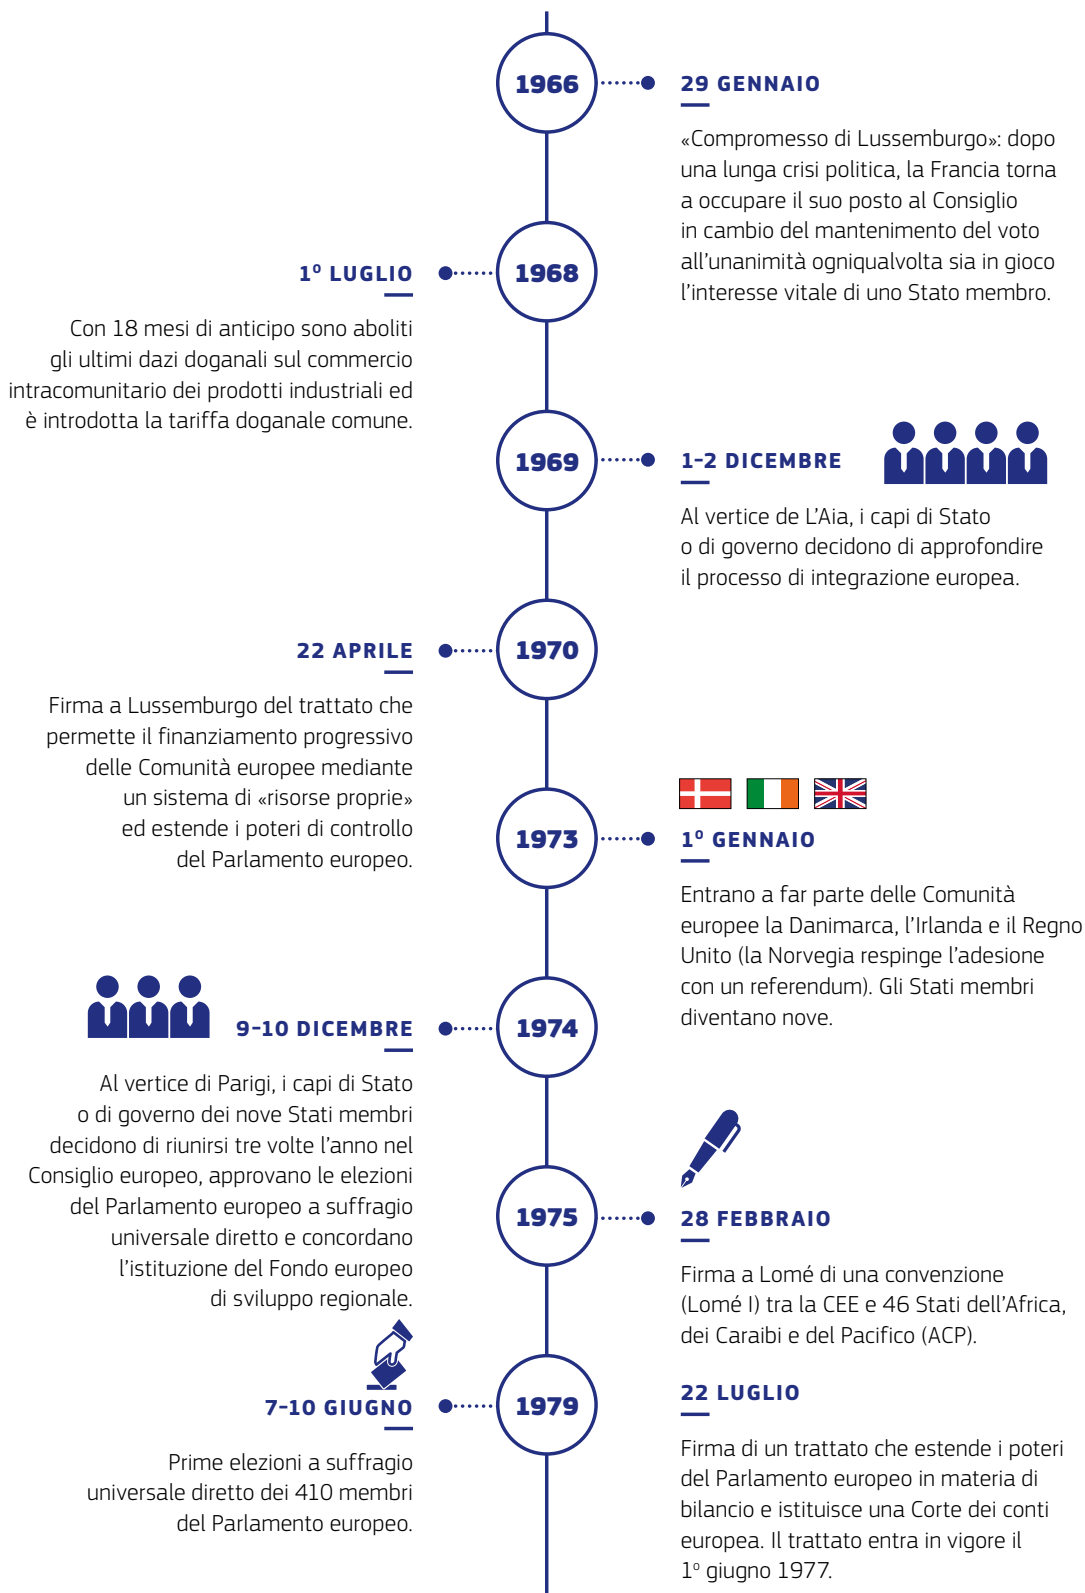 1966
29 GENNAIO
«Compromesso di Lussemburgo»: dopo
una lunga crisi politica, la Francia torna
a occupare il suo posto al Consiglio
in cambio del mantenimento del voto
all'unanimità ogniqualvolta sia in gioco
l'interesse vitale di uno Stato membro.
1968
1º LUGLIO
Con 18 mesi di anticipo sono aboliti
gli ultimi dazi doganali sul commercio
intracomunitario dei prodotti industriali ed
è introdotta la tariffa doganale comune.
1969
1-2 DICEMBRE
Al vertice de L'Aia, i capi di Stato
o di governo decidono di approfondire
il processo di integrazione europea.
1970
22 APRILE
Firma a Lussemburgo del trattato che
permette il finanziamento progressivo
delle Comunità europee mediante
un sistema di «risorse proprie»
ed estende i poteri di controllo
del Parlamento europeo.
1973
1º GENNAIO
Entrano a far parte delle Comunità
europee la Danimarca, l'Irlanda e il Regno
Unito (la Norvegia respinge l'adesione
con un referendum). Gli Stati membri
diventano nove.
1974
9-10 DICEMBRE
Al vertice di Parigi, i capi di Stato
o di governo dei nove Stati membri
decidono di riunirsi tre volte l'anno nel
Consiglio europeo, approvano le elezioni
del Parlamento europeo a suffragio
universale diretto e concordano
l'istituzione del Fondo europeo
di sviluppo regionale.
1975
28 FEBBRAIO
Firma a Lomé di una convenzione
(Lomé I) tra la CEE e 46 Stati dell'Africa,
dei Caraibi e del Pacifico (ACP).
22 LUGLIO
Firma di un trattato che estende i poteri
del Parlamento europeo in materia di
bilancio e istituisce una Corte dei conti
europea. Il trattato entra in vigore il
1º giugno 1977.
1979
7-10 GIUGNO
Prime elezioni a suffragio
universale diretto dei 410 membri
del Parlamento europeo.